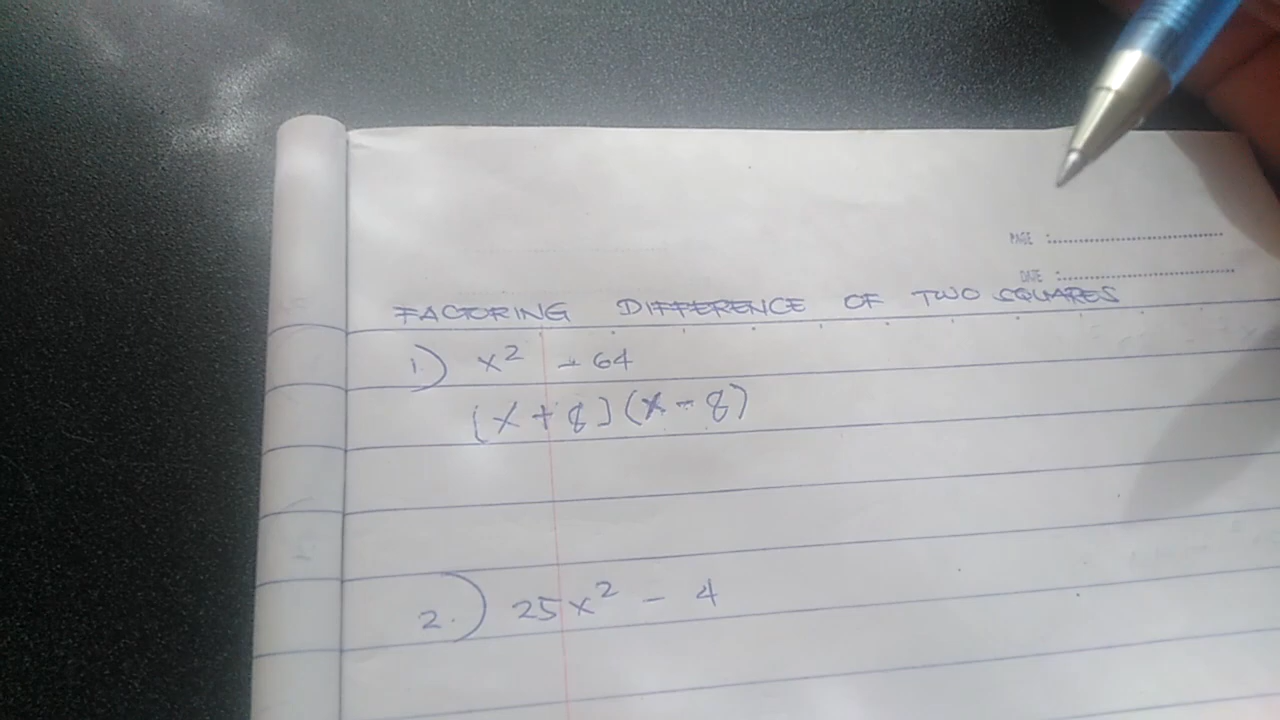 PAGE
DATE
FACTORING DIFFERENCE OF TWO SQUARES
1.) x² - 64
(x + 8)(x - 8)
2.) 25x² - 4